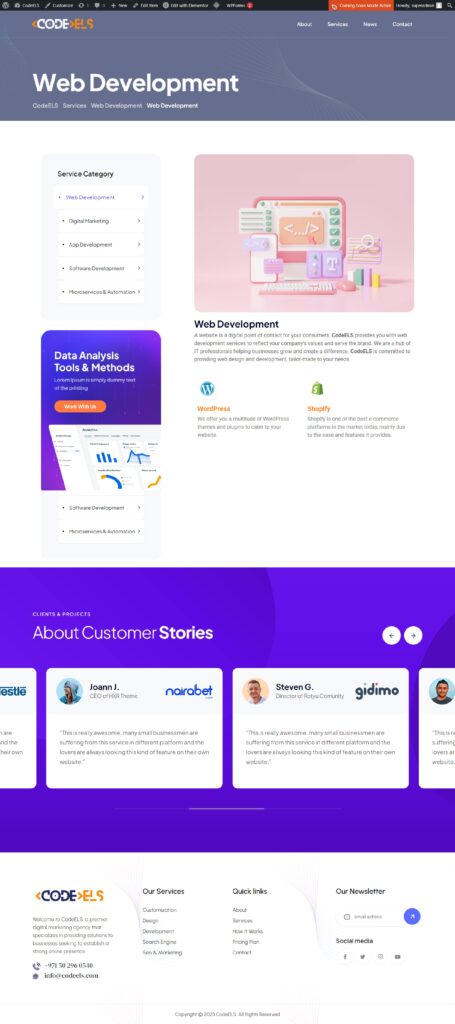 CodeELS Customize 1 0 New Edit Item Edit with Elementor WPForms 2 Coming Soon Mode Active Howdy, superadmin
<CODE>ELS
About Services News Contact
Web Development
CodeELS Services Web Development Web Development
Service Category
Web Development
Digital Marketing
App Development
Software Development
Microservices & Automation
</...>
T
Web Development
A website is a digital point of contact for your consumers, CodeELS provides you with web
development services to reflect your company's values and serve the brand. We are a hub of
IT professionals helping businesses grow and create a difference. CodeELS is committed to
providing web design and development, tailor-made to your needs.
WordPress
We offer you a multitude of WordPress
themes and plugins to cater to your
website.
Shopify
Shopify is one of the best e-commerce
platforms in the market today, mainly due
to the ease and features it provides.
Data Analysis
Tools & Methods
Lorem ipsum is simply dummy text
of the printing
Work With Us
Analytics
Software Development
Microservices & Automation
CLIENTS & PROJECTS
About Customer Stories
estlé
Joann J.
CEO of HXR Theme
nairabet
Steven G.
Director of Rotyu Comunity
gidimo
"This is really awesome. many small businessmen are
suffering from this service in different platform and the
lovers are always looking this kind of feature on their own
website."
"This is really awesome. many small businessmen are
suffering from this service in different platform and the
lovers are always looking this kind of feature on their own
website."
<CODE>ELS
Welcome to CodeELS, a premier
digital marketing agency that
specializes in providing solutions to
businesses seeking to establish a
strong online presence.
+971 50 296 0540
info@codeels.com
Our Services
Customization
Design
Development
Search Engine
Seo & Marketing
Quick links
About
Services
How It Works
Pricing Plan
Contact
Our Newsletter
email adress
Social media
Copyright © 2023 CodeELS. All Rights Reserved